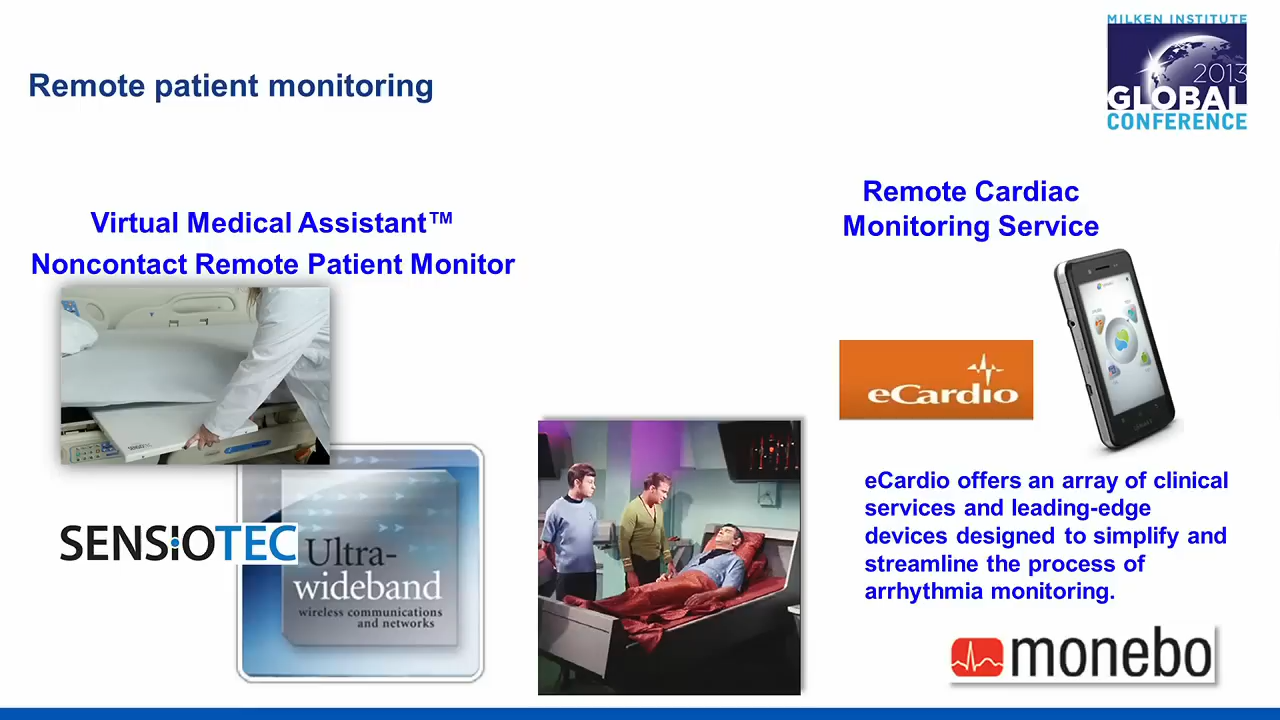 MILKEN INSTITUTE
2013
GLOBAL
CONFERENCE
Remote patient monitoring
Virtual Medical Assistant™
Noncontact Remote Patient Monitor
SENSIOTEC
Ultra-
wideband
wireless communications
and networks
Remote Cardiac
Monitoring Service
eCardio
eCardio offers an array of clinical
services and leading-edge
devices designed to simplify and
streamline the process of
arrhythmia monitoring.
monebo